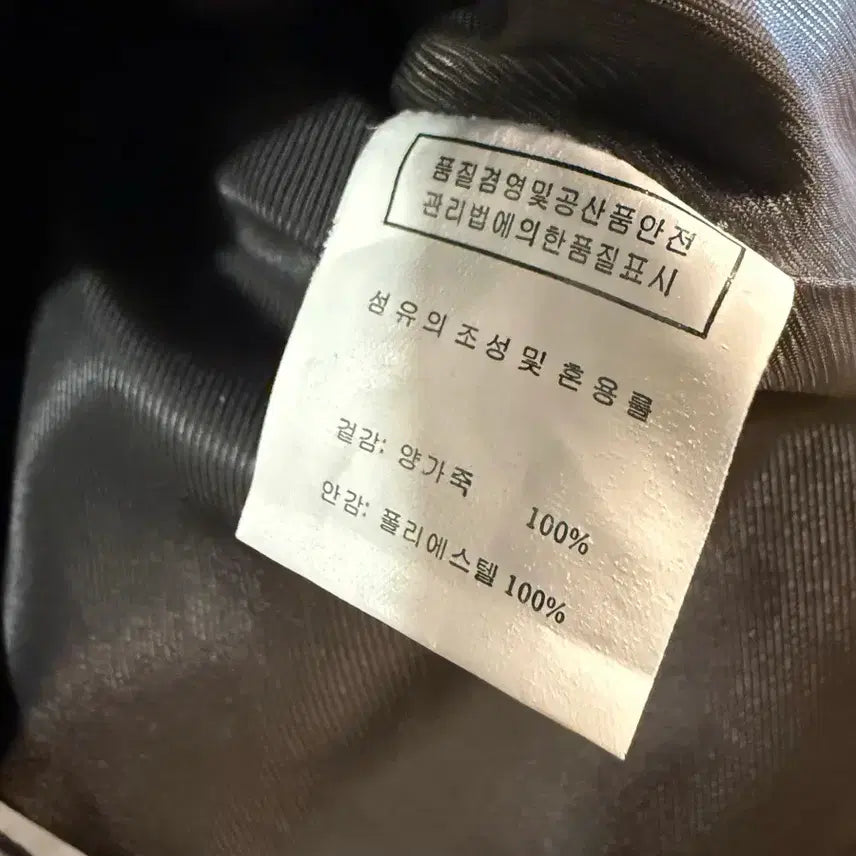 품질경영및공산품안전
관리법에의한품질표시
섬유의조성및혼용률
겉감: 양가죽 100%
안감: 폴리에스텔 100%